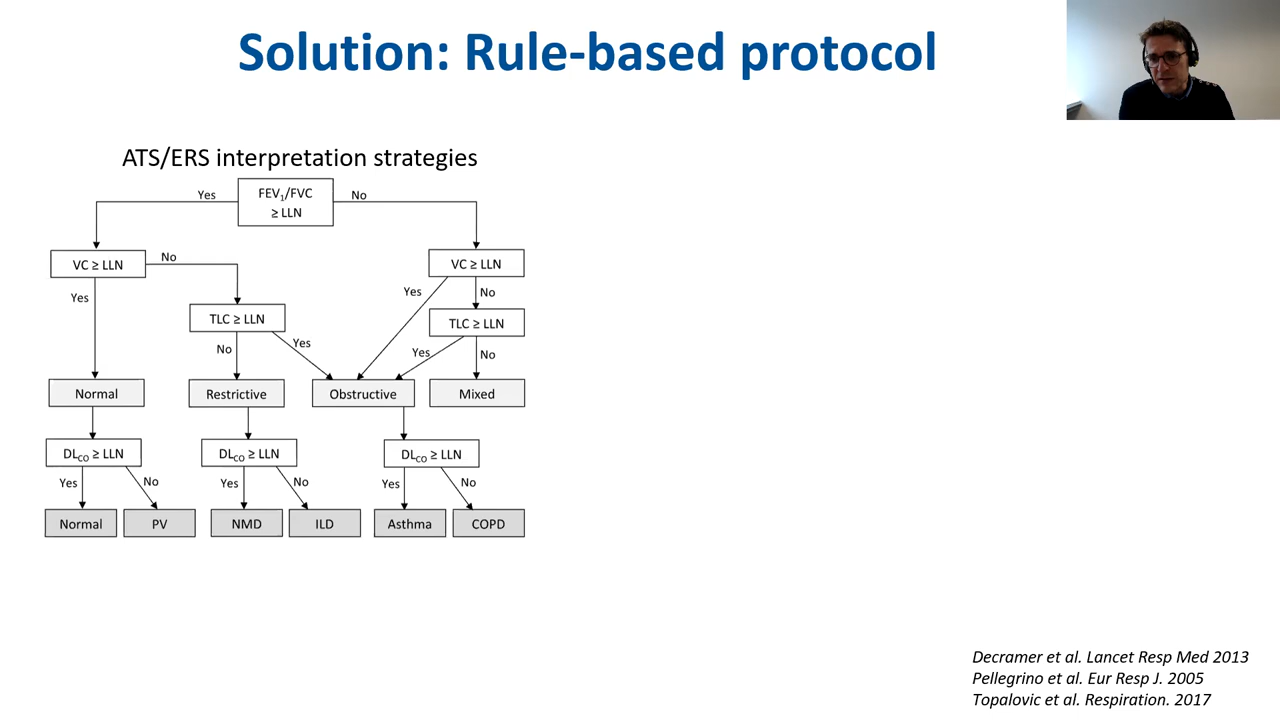 Solution: Rule-based protocol
ATS/ERS interpretation strategies
FEV1/FVC
≥ LLN
Yes
No
VC ≥ LLN
No
VC ≥ LLN
Yes
Yes
No
TLC ≥ LLN
TLC ≥ LLN
No
Yes
Yes
No
Normal
Restrictive
Obstructive
Mixed
DLCO ≥ LLN
DLCO ≥ LLN
DLCO ≥ LLN
Yes
No
Yes
No
Yes
No
Normal
PV
NMD
ILD
Asthma
COPD
Decramer et al. Lancet Resp Med 2013
Pellegrino et al. Eur Resp J. 2005
Topalovic et al. Respiration. 2017